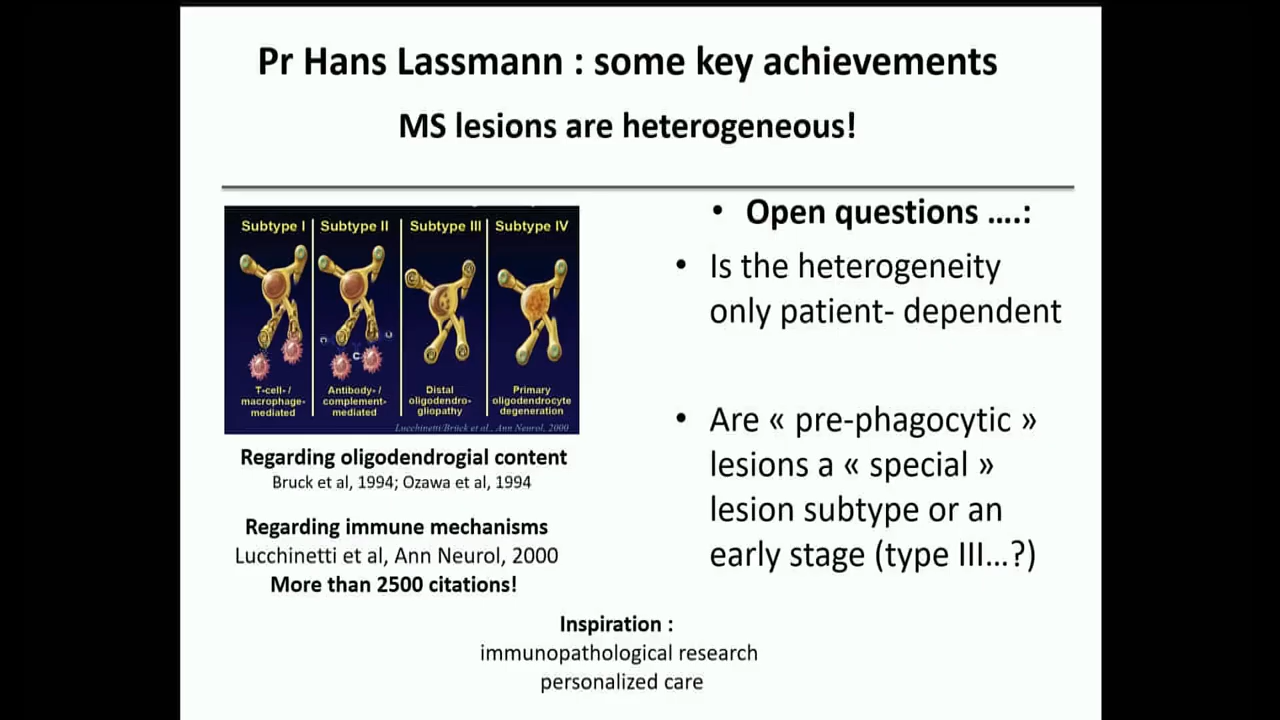 Pr Hans Lassmann : some key achievements
MS lesions are heterogeneous!
Subtype I
Subtype II
Subtype III
Subtype IV
T-cell- /
macrophage-
mediated
Antibody- /
complement-
mediated
Distal
oligodendro-
gliopathy
Primary
oligodendrocyte
degeneration
Lucchinetti Brück et al., Ann Neurol, 2000
Regarding oligodendrogial content
Bruck et al, 1994; Ozawa et al, 1994
Regarding immune mechanisms
Lucchinetti et al, Ann Neurol, 2000
More than 2500 citations!
• Open questions ….:
• Is the heterogeneity
only patient- dependent
• Are « pre-phagocytic »
lesions a « special »
lesion subtype or an
early stage (type III…?)
Inspiration :
immunopathological research
personalized care